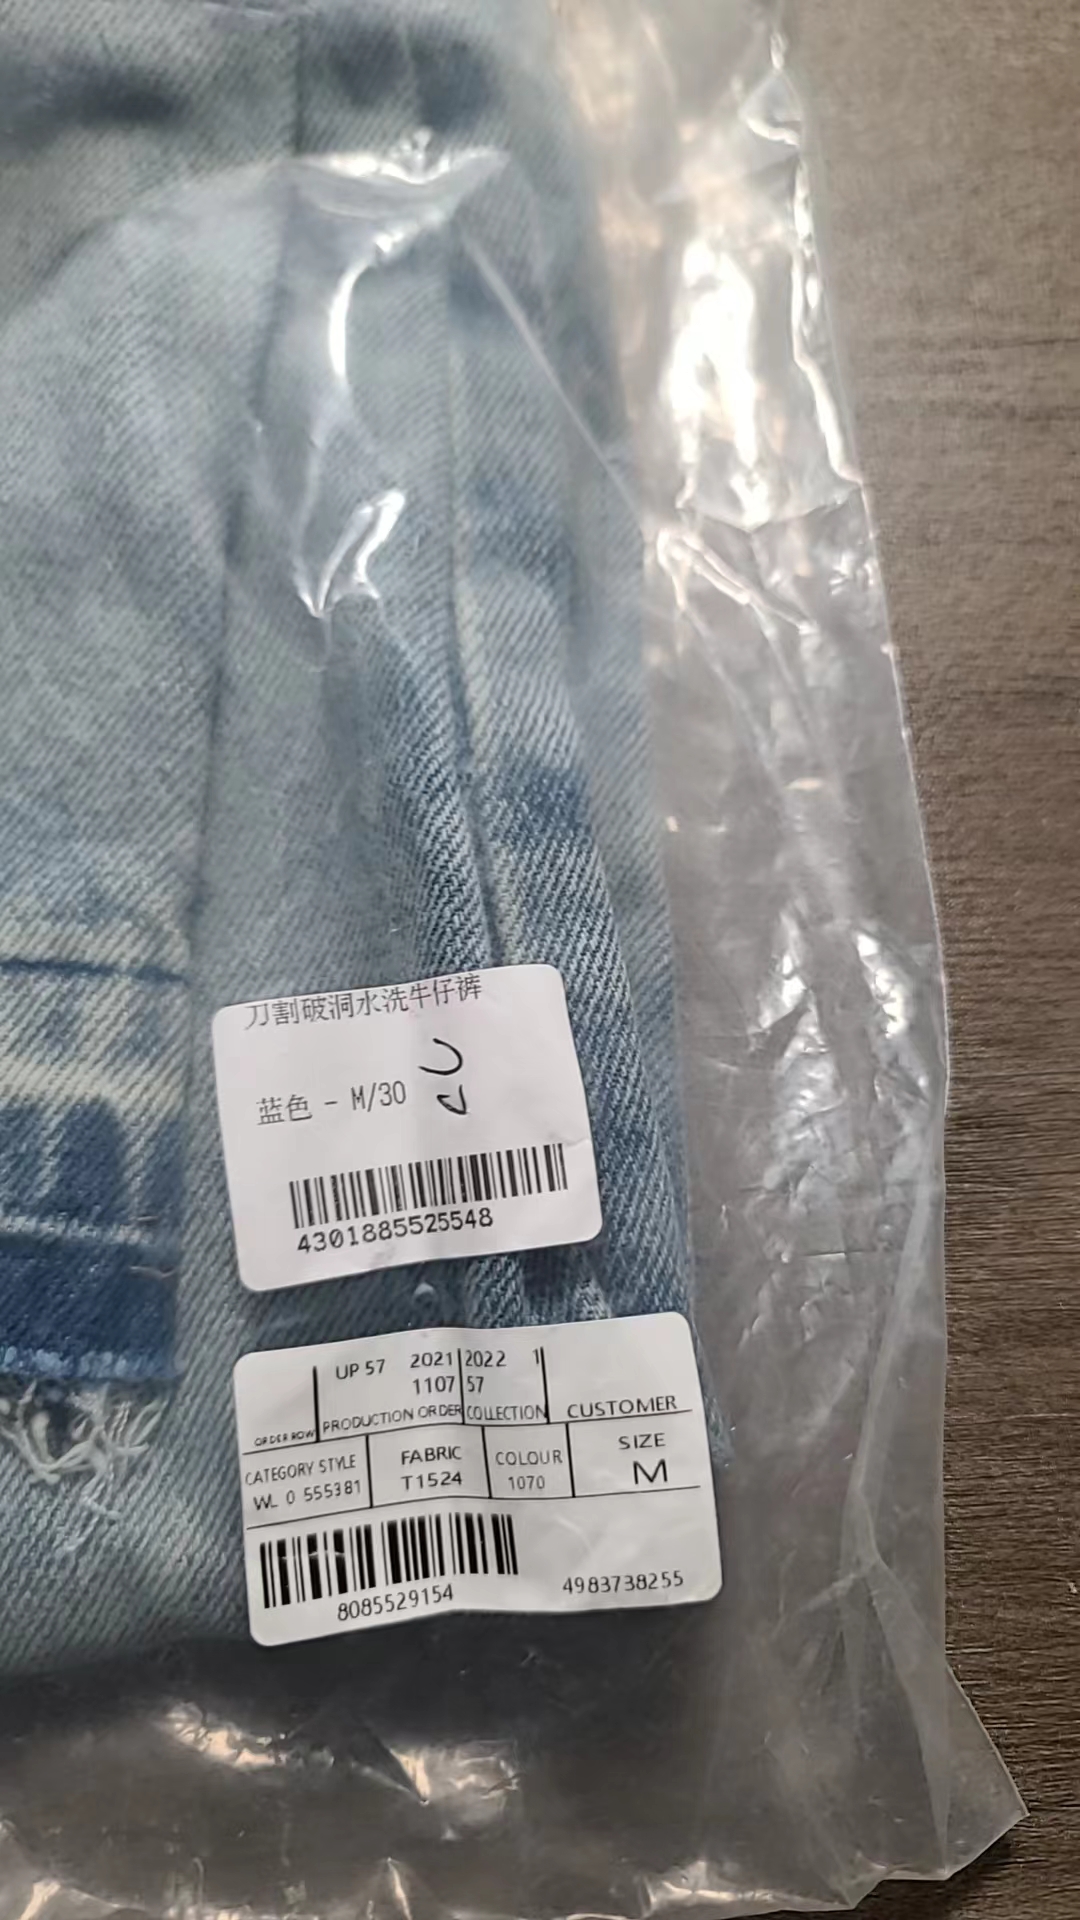 刀割破洞水洗牛仔裤
蓝色 - M/30
4301885525548
UP 57 2021 2022 1
1107 57
ORDER ROW PRODUCTION ORDER COLLECTION CUSTOMER
CATEGORY STYLE FABRIC COLOUR SIZE
WL 0 555381 T1524 1070 M
8085529154 4983738255